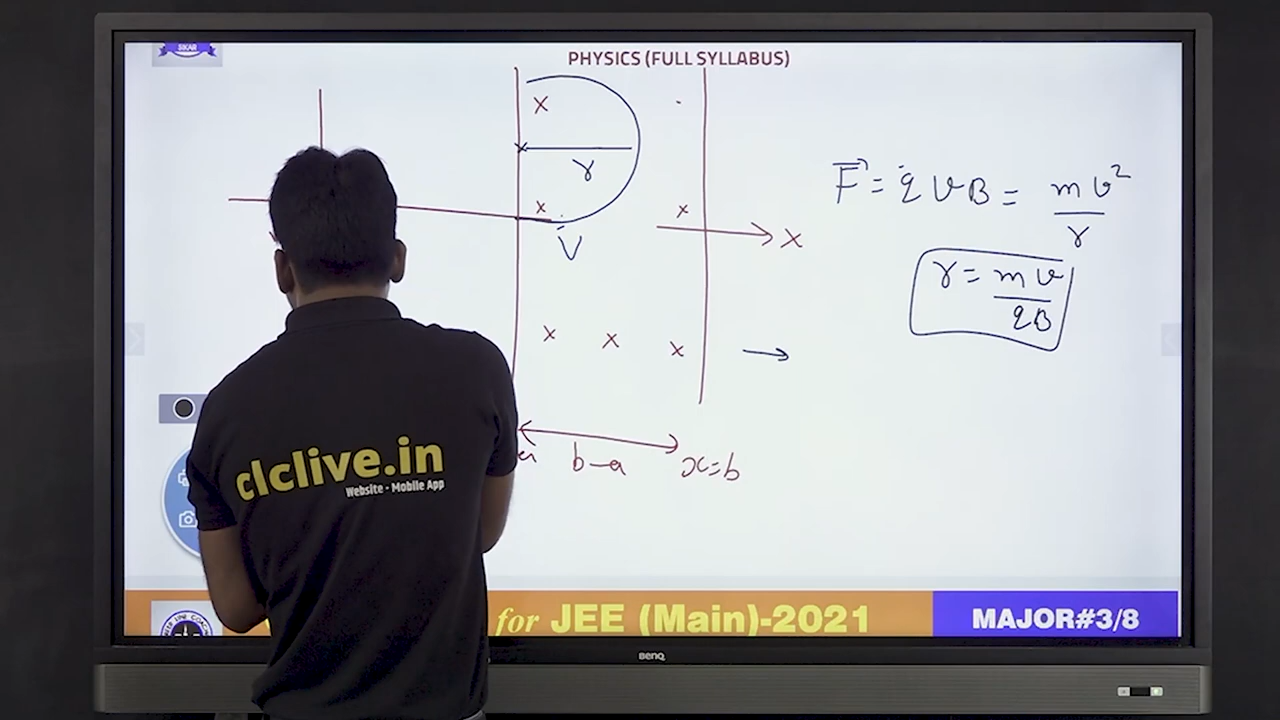 SIKAR
PHYSICS (FULL SYLLABUS)
x
x
r
x
x
V
x
x x x
b-a
x=b
F = qVB = mv²/r
r = mv/qB
clclive.in
Website - Mobile App
for JEE (Main)-2021
MAJOR#3/8
BenQ